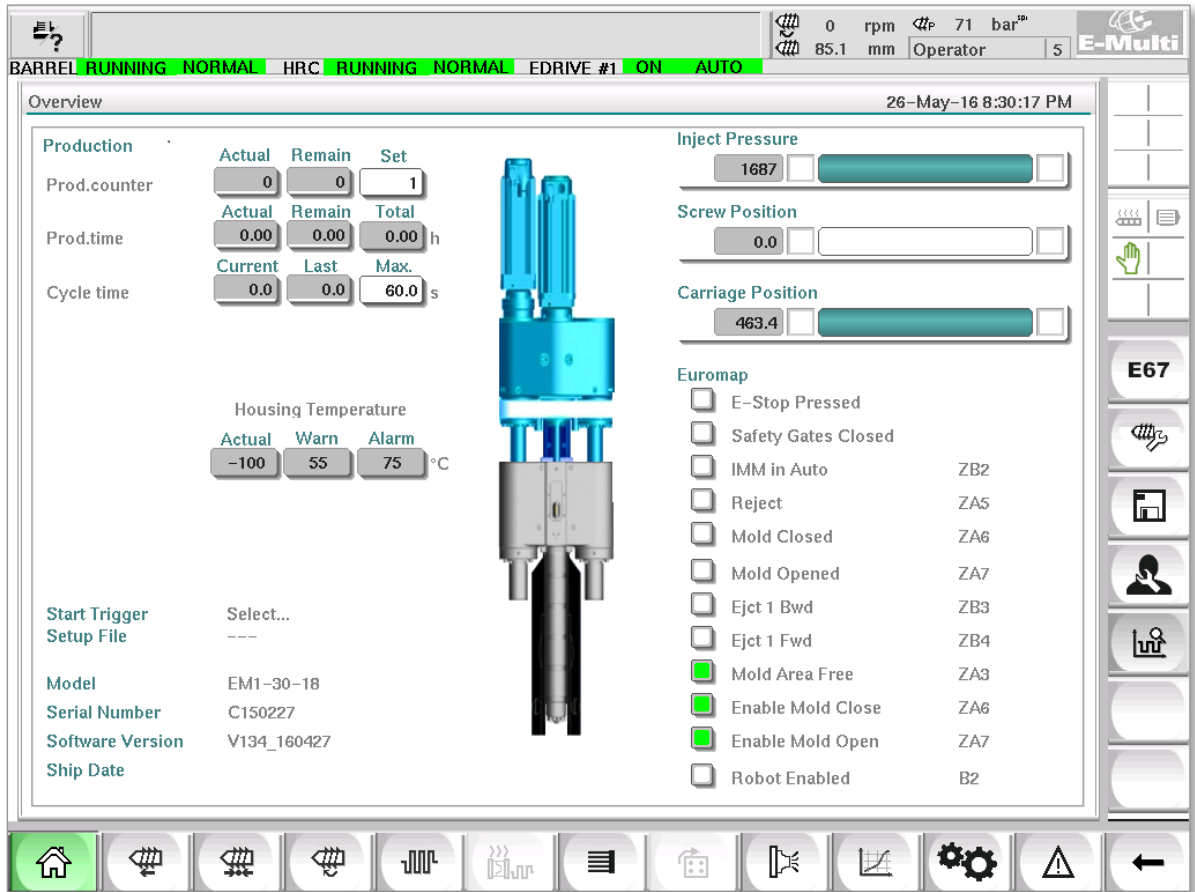 0 rpm P 71 bar sp.
85.1 mm Operator 5
E-Multi
BARREL RUNNING NORMAL HRC RUNNING NORMAL EDRIVE #1 ON AUTO
Overview 26-May-16 8:30:17 PM
Production
Actual Remain Set
Prod.counter 0 0 1
Actual Remain Total
Prod.time 0.00 0.00 0.00 h
Current Last Max.
Cycle time 0.0 0.0 60.0 s
Housing Temperature
Actual Warn Alarm
-100 55 75 °C
Start Trigger Select...
Setup File ---
Model EM1-30-18
Serial Number C150227
Software Version V134_160427
Ship Date
Inject Pressure
1687
Screw Position
0.0
Carriage Position
463.4
Euromap
E-Stop Pressed
Safety Gates Closed
IMM in Auto ZB2
Reject ZA5
Mold Closed ZA6
Mold Opened ZA7
Ejct 1 Bwd ZB3
Ejct 1 Fwd ZB4
Mold Area Free ZA3
Enable Mold Close ZA6
Enable Mold Open ZA7
Robot Enabled B2
E67